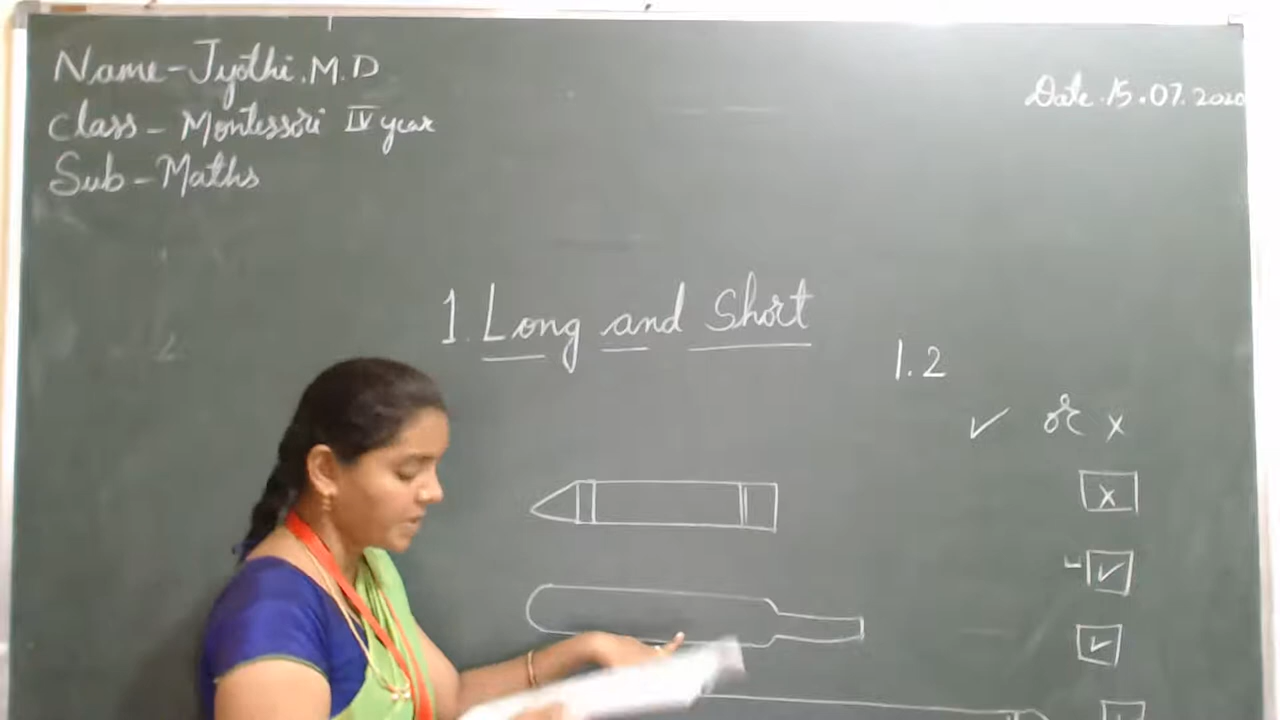 Name-Jyothi.M.D
Class- Montessori IV year
Sub-Maths
Date.15.07.2020
1. Long and Short
1.2
✓ or x
x
✓
✓